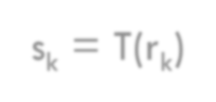 sₖ = T(rₖ)